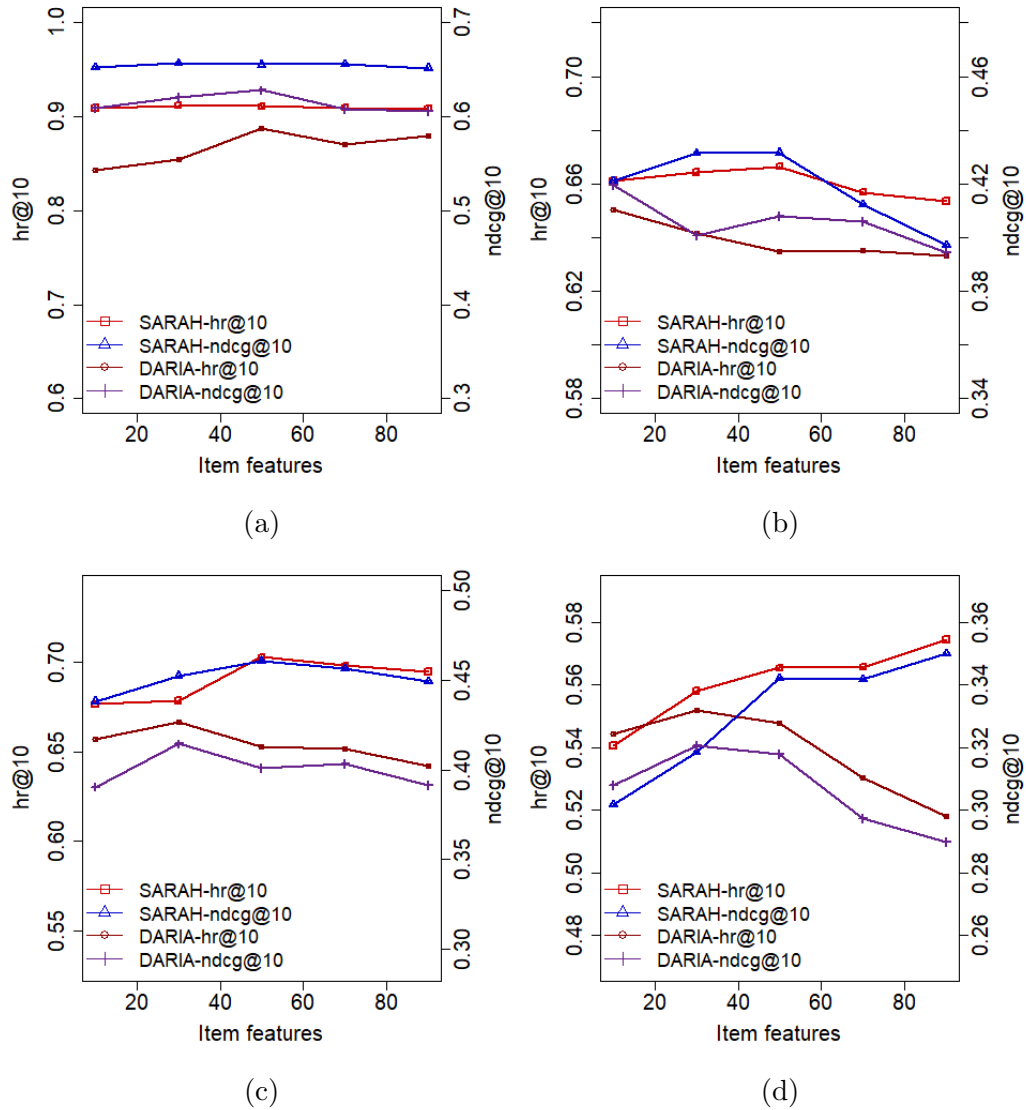 1.0
0.9
0.8
0.7
0.6
hr@10
0.7
0.6
0.5
0.4
0.3
ndcg@10
SARAH-hr@10
SARAH-ndcg@10
DARIA-hr@10
DARIA-ndcg@10
20 40 60 80
Item features
(a)
0.70
0.66
0.62
0.58
hr@10
0.46
0.42
0.38
0.34
ndcg@10
SARAH-hr@10
SARAH-ndcg@10
DARIA-hr@10
DARIA-ndcg@10
20 40 60 80
Item features
(b)
0.70
0.65
0.60
0.55
hr@10
0.50
0.45
0.40
0.35
0.30
ndcg@10
SARAH-hr@10
SARAH-ndcg@10
DARIA-hr@10
DARIA-ndcg@10
20 40 60 80
Item features
(c)
0.58
0.56
0.54
0.52
0.50
0.48
hr@10
0.36
0.34
0.32
0.30
0.28
0.26
ndcg@10
SARAH-hr@10
SARAH-ndcg@10
DARIA-hr@10
DARIA-ndcg@10
20 40 60 80
Item features
(d)